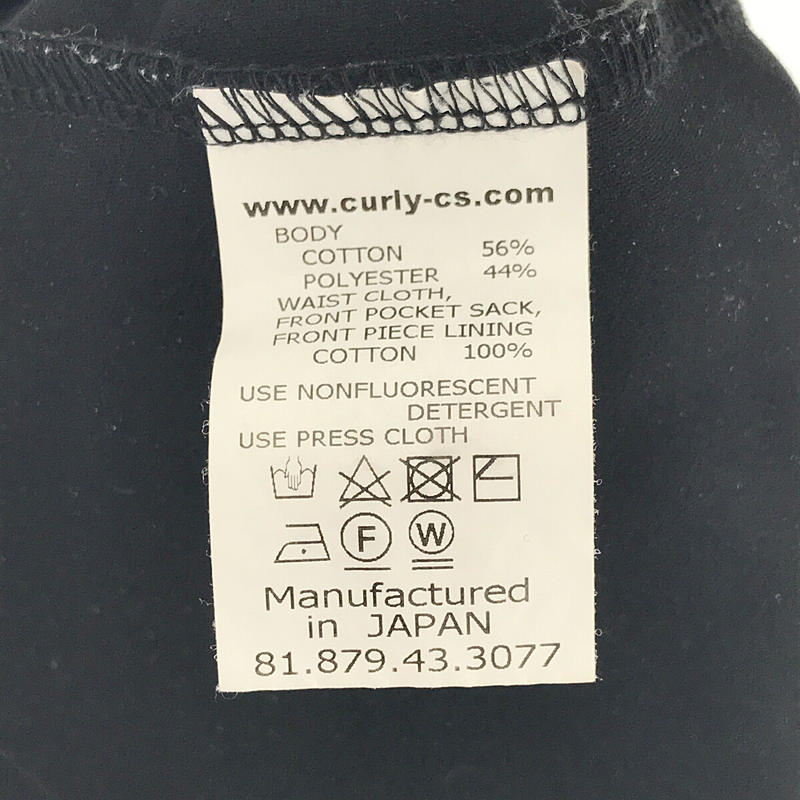 www.curly-cs.com
BODY
COTTON 56%
POLYESTER 44%
WAIST CLOTH,
FRONT POCKET SACK,
FRONT PIECE LINING
COTTON 100%
USE NONFLUORESCENT
DETERGENT
USE PRESS CLOTH
F W
Manufactured
in JAPAN
81.879.43.3077